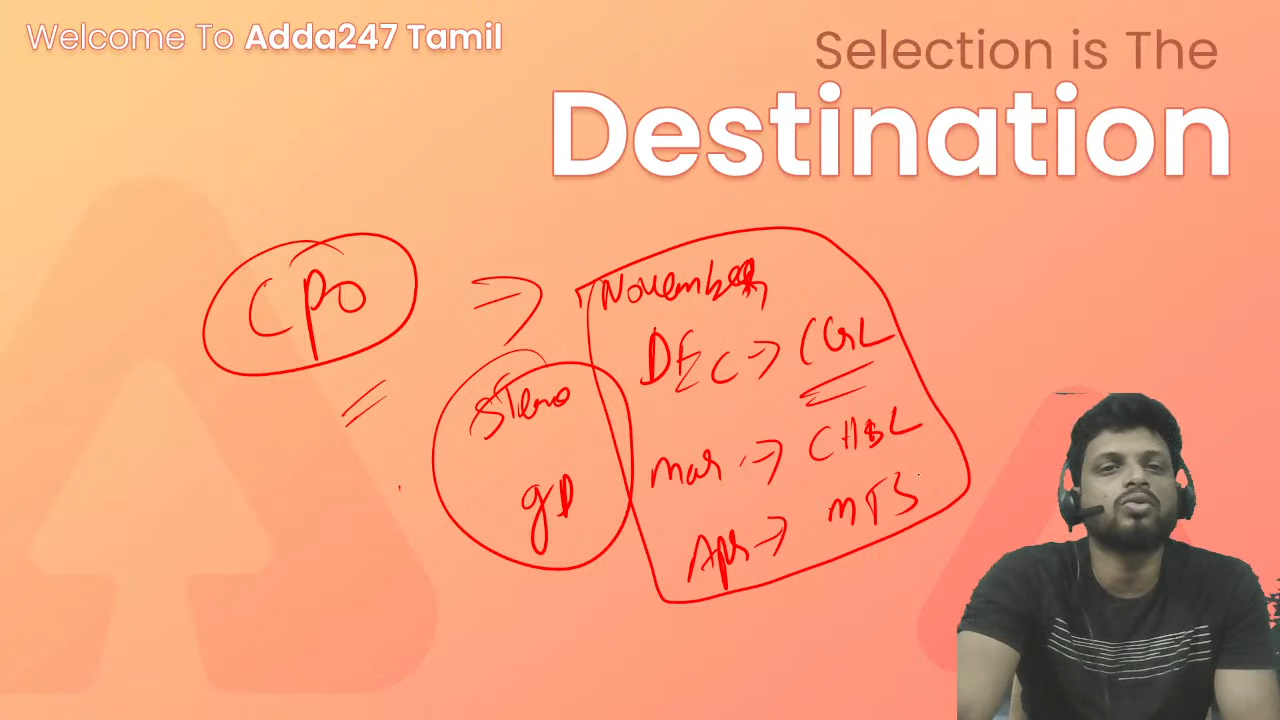 Welcome To Adda247 Tamil
Selection is The
Destination
CPO ⇒ November
DEC → CGL
Steno
Mar → CHSL
GD
Apr → MTS